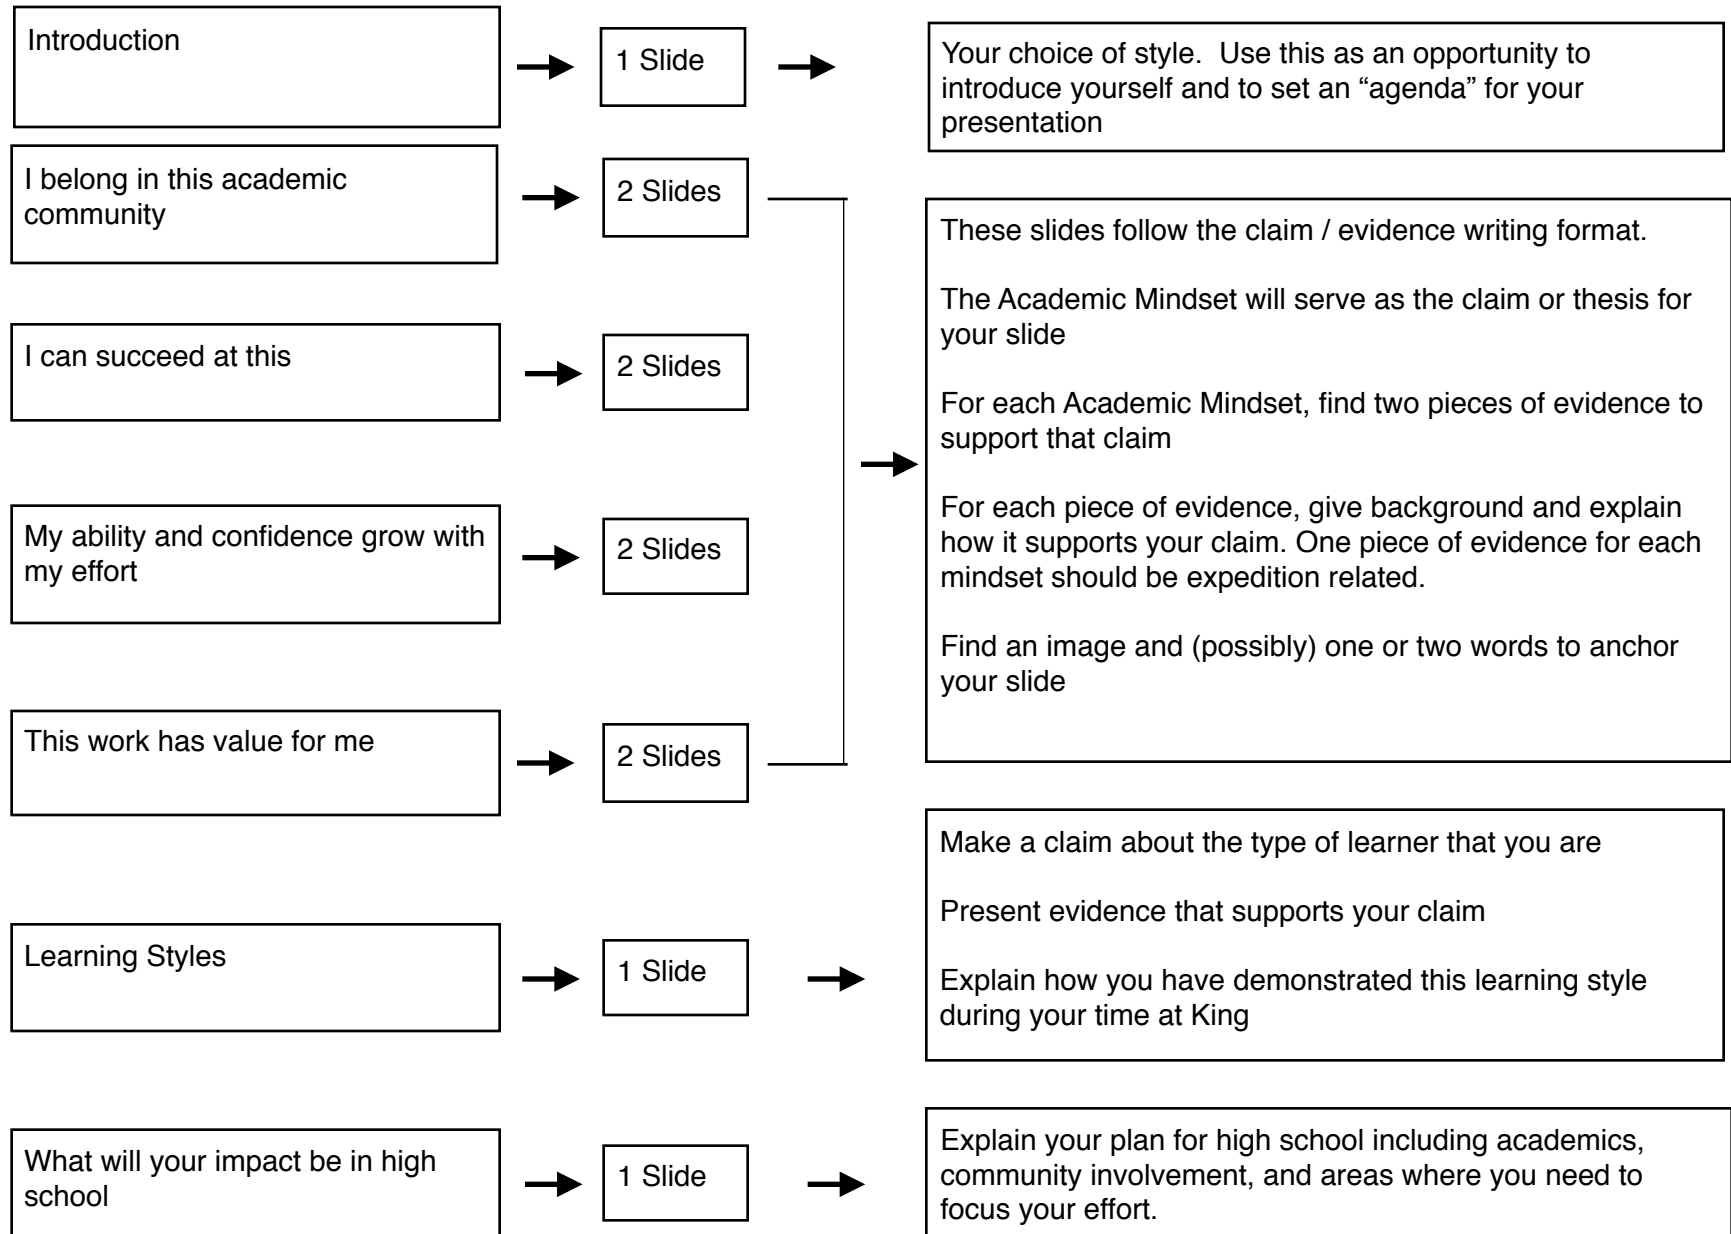 Introduction
1 Slide
Your choice of style.  Use this as an opportunity to
introduce yourself and to set an “agenda” for your
presentation
I belong in this academic
community
2 Slides
I can succeed at this
2 Slides
My ability and confidence grow with
my effort
2 Slides
This work has value for me
2 Slides
These slides follow the claim / evidence writing format.
The Academic Mindset will serve as the claim or thesis for
your slide
For each Academic Mindset, find two pieces of evidence to
support that claim
For each piece of evidence, give background and explain
how it supports your claim. One piece of evidence for each
mindset should be expedition related.
Find an image and (possibly) one or two words to anchor
your slide
Learning Styles
1 Slide
Make a claim about the type of learner that you are
Present evidence that supports your claim
Explain how you have demonstrated this learning style
during your time at King
What will your impact be in high
school
1 Slide
Explain your plan for high school including academics,
community involvement, and areas where you need to
focus your effort.